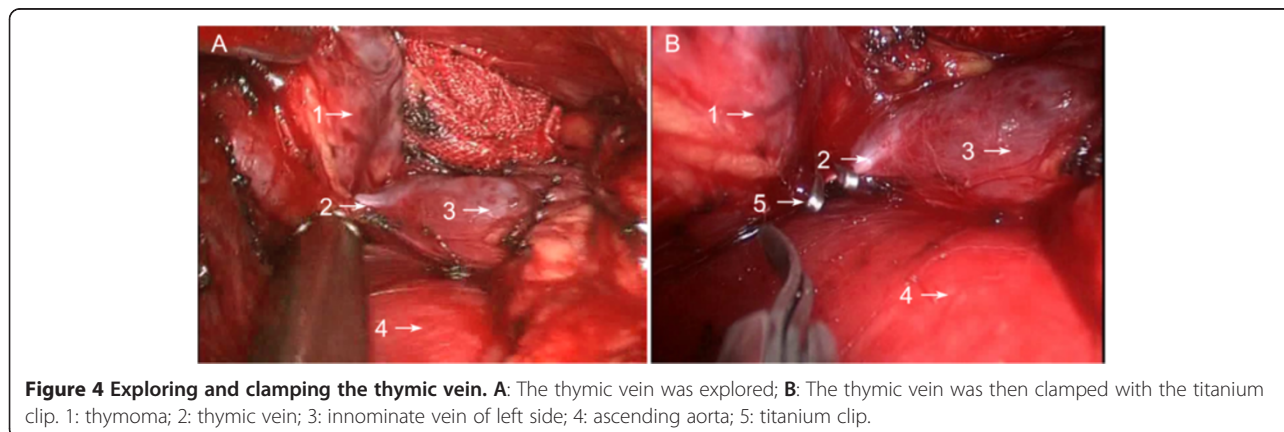 A
1
2
3
4
B
1
2
3
5
4
Figure 4 Exploring and clamping the thymic vein. A: The thymic vein was explored; B: The thymic vein was then clamped with the titanium
clip. 1: thymoma; 2: thymic vein; 3: innominate vein of left side; 4: ascending aorta; 5: titanium clip.